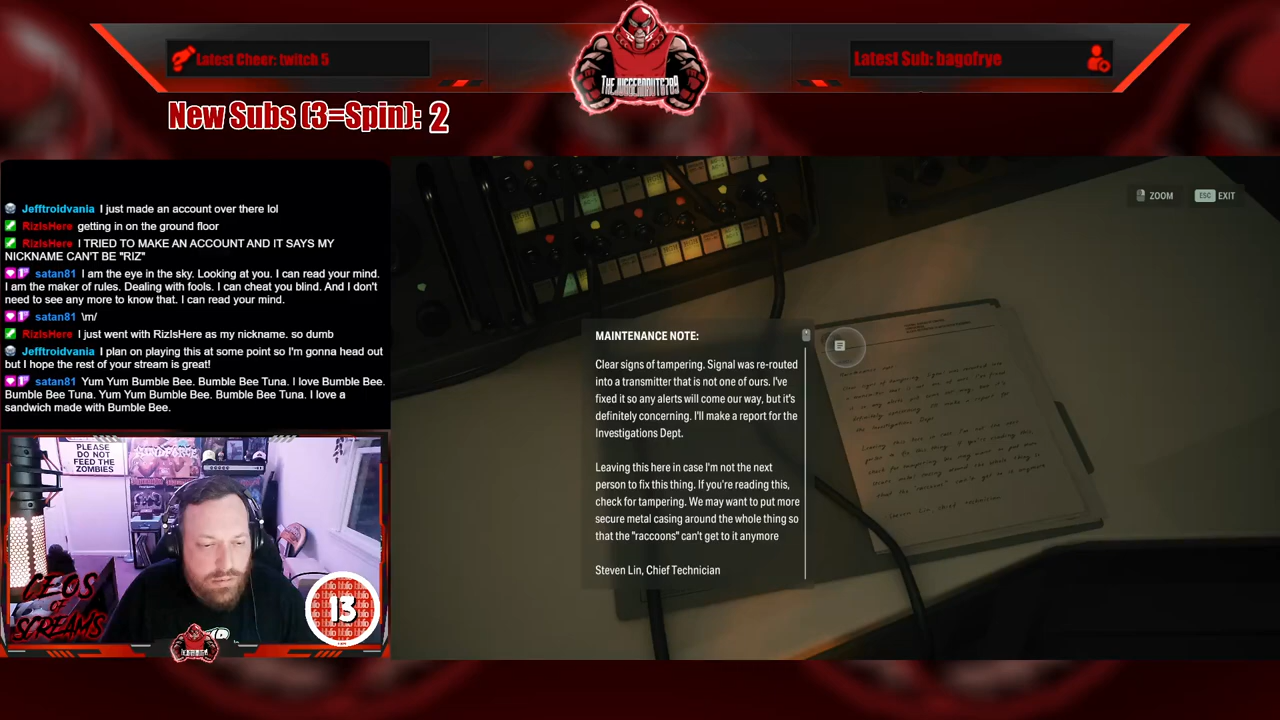 Latest Cheer: twitch 5
THEJUGGERNAUT6789
Latest Sub: bagofrye
New Subs (3=Spin): 2
Jefftroidvania I just made an account over there lol
RizIsHere getting in on the ground floor
RizIsHere I TRIED TO MAKE AN ACCOUNT AND IT SAYS MY
NICKNAME CAN'T BE "RIZ"
satan81 I am the eye in the sky. Looking at you. I can read your mind.
I am the maker of rules. Dealing with fools. I can cheat you blind. And I don't
need to see any more to know that. I can read your mind.
satan81 \m/
RizIsHere I just went with RizIsHere as my nickname. so dumb
Jefftroidvania I plan on playing this at some point so I'm gonna head out
but I hope the rest of your stream is great!
satan81 Yum Yum Bumble Bee. Bumble Bee Tuna. I love Bumble Bee.
Bumble Bee Tuna. Yum Yum Bumble Bee. Bumble Bee Tuna. I love a
sandwich made with Bumble Bee.
ZOOM
ESC EXIT
MAINTENANCE NOTE:
Clear signs of tampering. Signal was re-routed
into a transmitter that is not one of ours. I've
fixed it so any alerts will come our way, but it's
definitely concerning. I'll make a report for the
Investigations Dept.
Leaving this here in case I'm not the next
person to fix this thing. If you're reading this,
check for tampering. We may want to put more
secure metal casing around the whole thing so
that the "raccoons" can't get to it anymore
Steven Lin, Chief Technician
PLEASE
DO NOT
FEED THE
ZOMBIES
CEOS
OF
SCREAMS
13